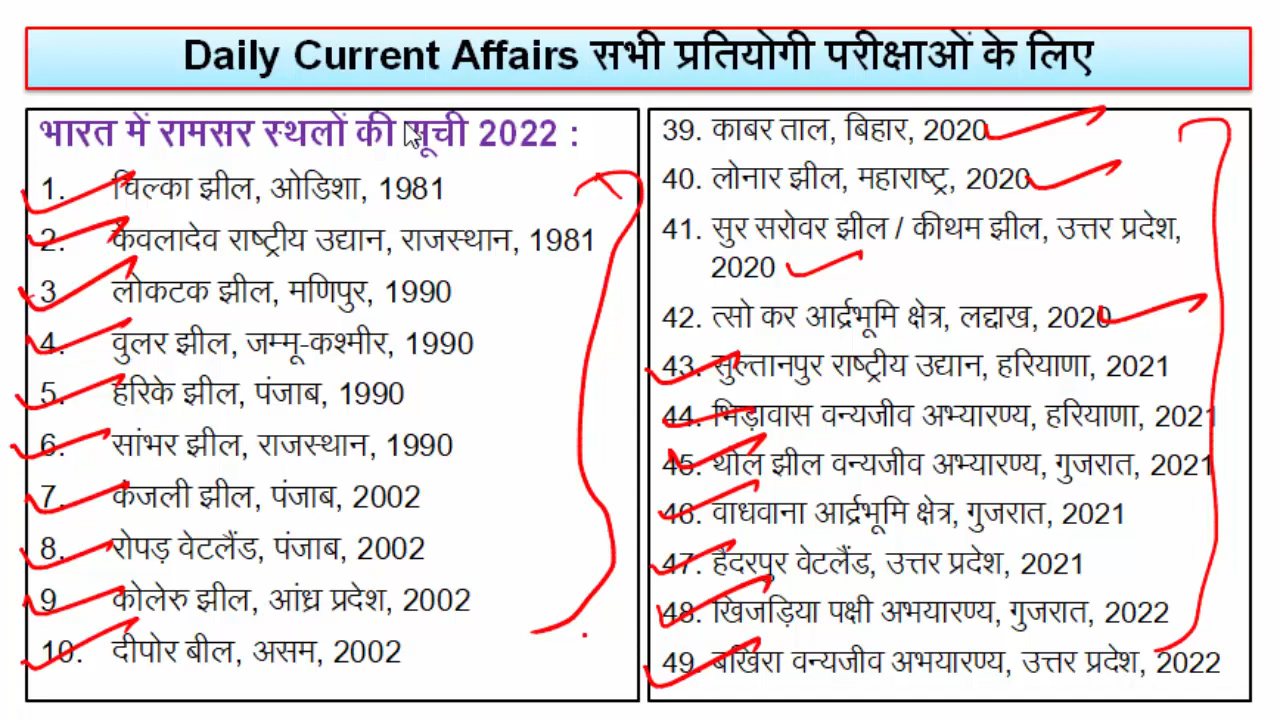 Daily Current Affairs सभी प्रतियोगी परीक्षाओं के लिए
भारत में रामसर स्थलों की सूची 2022 :
1. चिल्का झील, ओडिशा, 1981
2. केवलादेव राष्ट्रीय उद्यान, राजस्थान, 1981
3 लोकटक झील, मणिपुर, 1990
4. वुलर झील, जम्मू-कश्मीर, 1990
5. हरिके झील, पंजाब, 1990
6. सांभर झील, राजस्थान, 1990
7. कंजली झील, पंजाब, 2002
8. रोपड़ वेटलैंड, पंजाब, 2002
9 कोलेरु झील, आंध्र प्रदेश, 2002
10. दीपोर बील, असम, 2002
39. काबर ताल, बिहार, 2020
40. लोनार झील, महाराष्ट्र, 2020
41. सुर सरोवर झील / कीथम झील, उत्तर प्रदेश,
2020
42. त्सो कर आर्द्रभूमि क्षेत्र, लद्दाख, 2020
43. सुल्तानपुर राष्ट्रीय उद्यान, हरियाणा, 2021
44. भिड़ावास वन्यजीव अभ्यारण्य, हरियाणा, 2021
45. थोल झील वन्यजीव अभ्यारण्य, गुजरात, 2021
46. वाधवाना आर्द्रभूमि क्षेत्र, गुजरात, 2021
47. हैदरपुर वेटलैंड, उत्तर प्रदेश, 2021
48. खिजड़िया पक्षी अभयारण्य, गुजरात, 2022
49. बखिरा वन्यजीव अभयारण्य, उत्तर प्रदेश, 2022